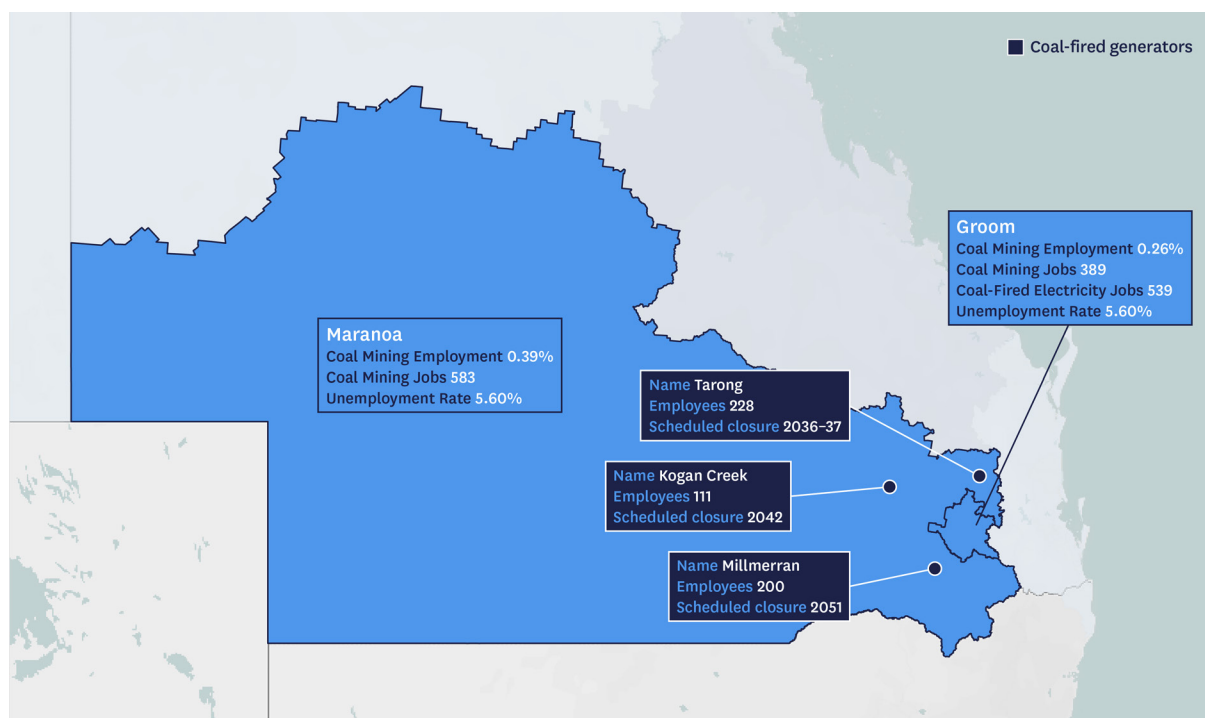 Coal-fired generators
Groom
Coal Mining Employment 0.26%
Coal Mining Jobs 389
Coal-Fired Electricity Jobs 539
Unemployment Rate 5.60%
Maranoa
Coal Mining Employment 0.39%
Coal Mining Jobs 583
Unemployment Rate 5.60%
Name Tarong
Employees 228
Scheduled closure 2036–37
Name Kogan Creek
Employees 111
Scheduled closure 2042
Name Millmerran
Employees 200
Scheduled closure 2051